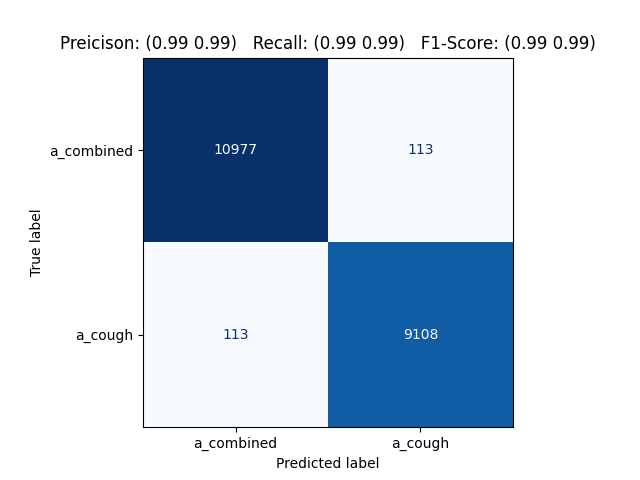 Preicison: (0.99 0.99)   Recall: (0.99 0.99)   F1-Score: (0.99 0.99)
a_combined
10977
113
True label
a_cough
113
9108
a_combined
a_cough
Predicted label